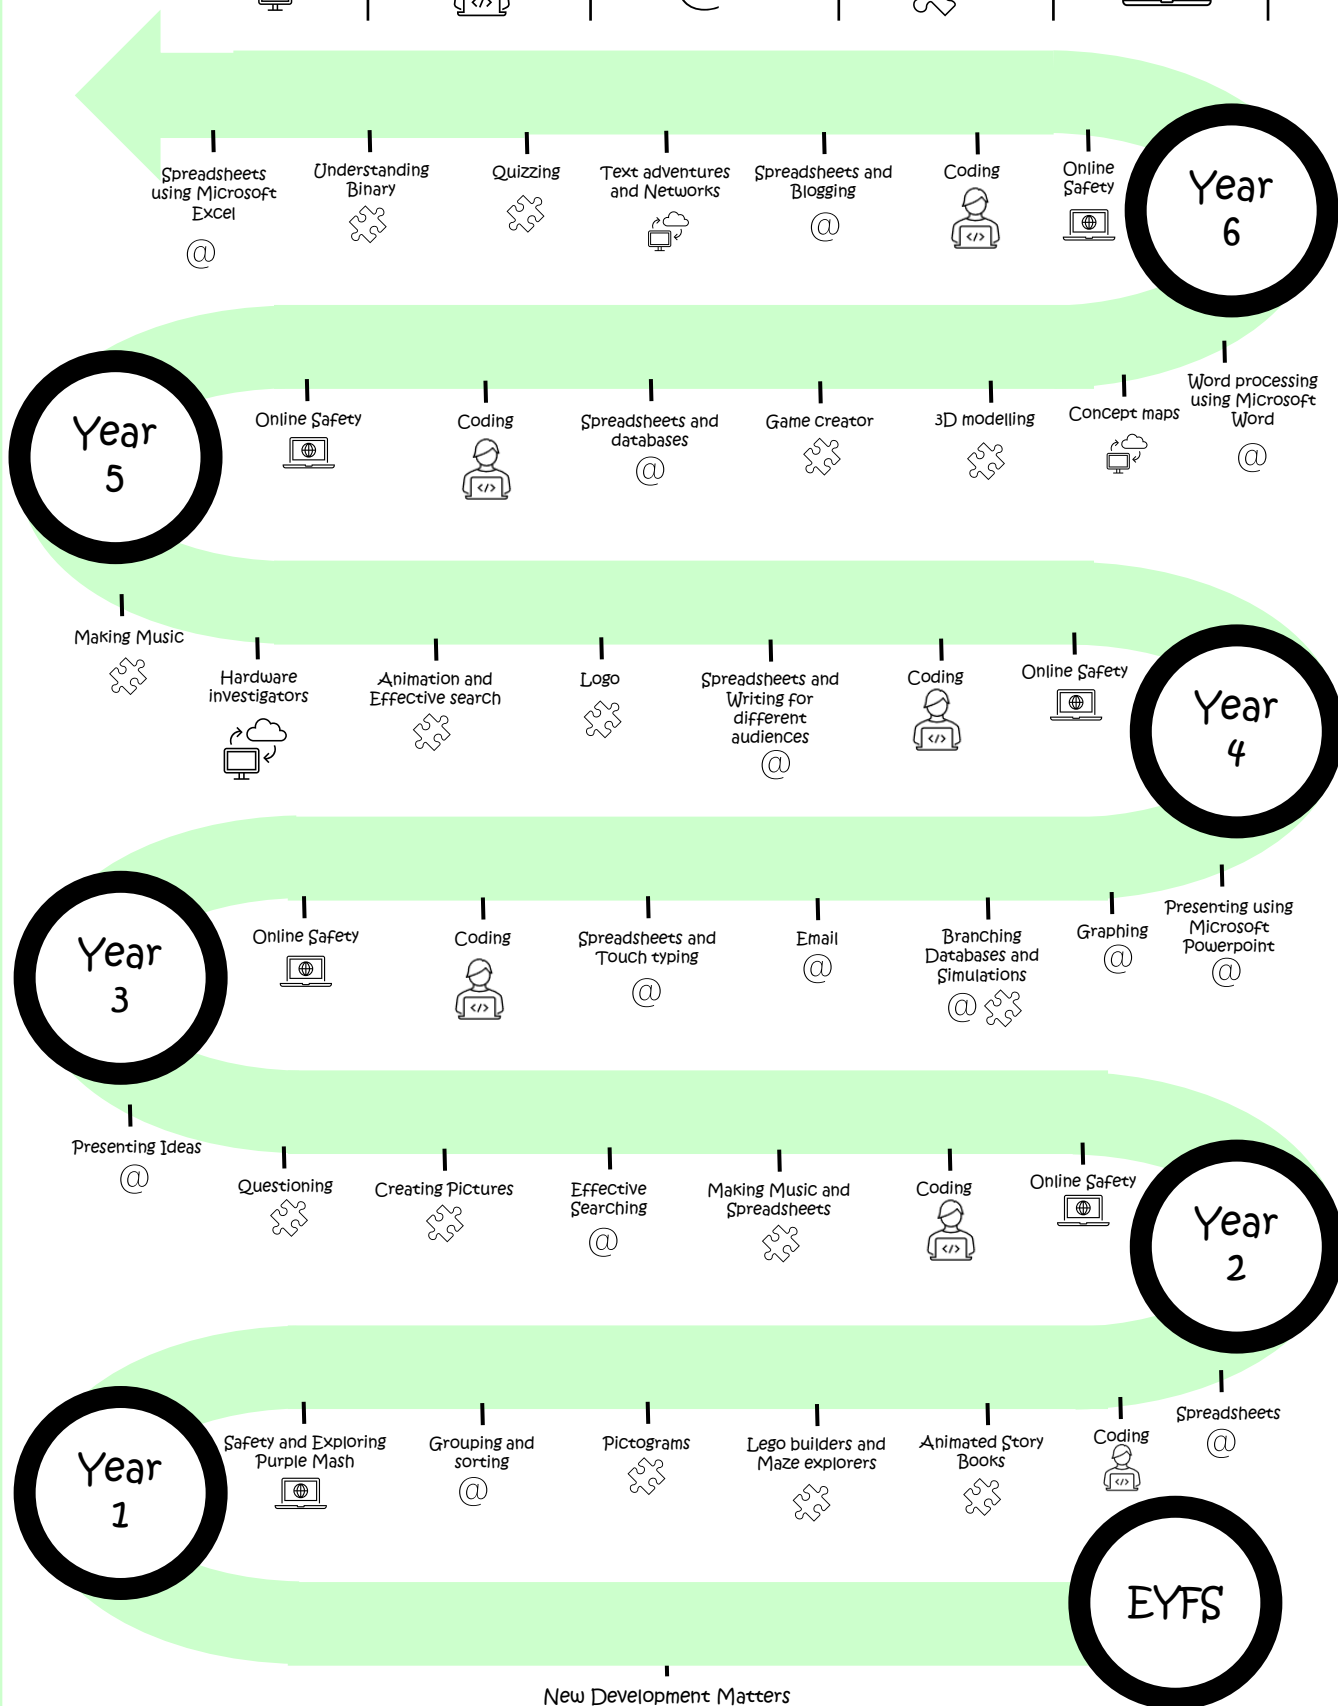 Spreadsheets
using Microsoft
Excel
@
Understanding
Binary
Quizzing
Text adventures
and Networks
Spreadsheets and
Blogging
@
Coding
</>
Online
Safety
Year
6
Year
5
Online Safety
Coding
</>
Spreadsheets and
databases
@
Game creator
3D modelling
Concept maps
Word processing
using Microsoft
Word
@
Making Music
Hardware
investigators
Animation and
Effective search
Logo
Spreadsheets and
Writing for
different
audiences
@
Coding
</>
Online Safety
Year
4
Year
3
Online Safety
Coding
</>
Spreadsheets and
Touch typing
@
Email
@
Branching
Databases and
Simulations
@
Graphing
@
Presenting using
Microsoft
Powerpoint
@
Presenting Ideas
@
Questioning
Creating Pictures
Effective
Searching
@
Making Music and
Spreadsheets
Coding
</>
Online Safety
Year
2
Year
1
Safety and Exploring
Purple Mash
Grouping and
sorting
@
Pictograms
Lego builders and
Maze explorers
Animated Story
Books
Coding
</>
Spreadsheets
@
EYFS
New Development Matters